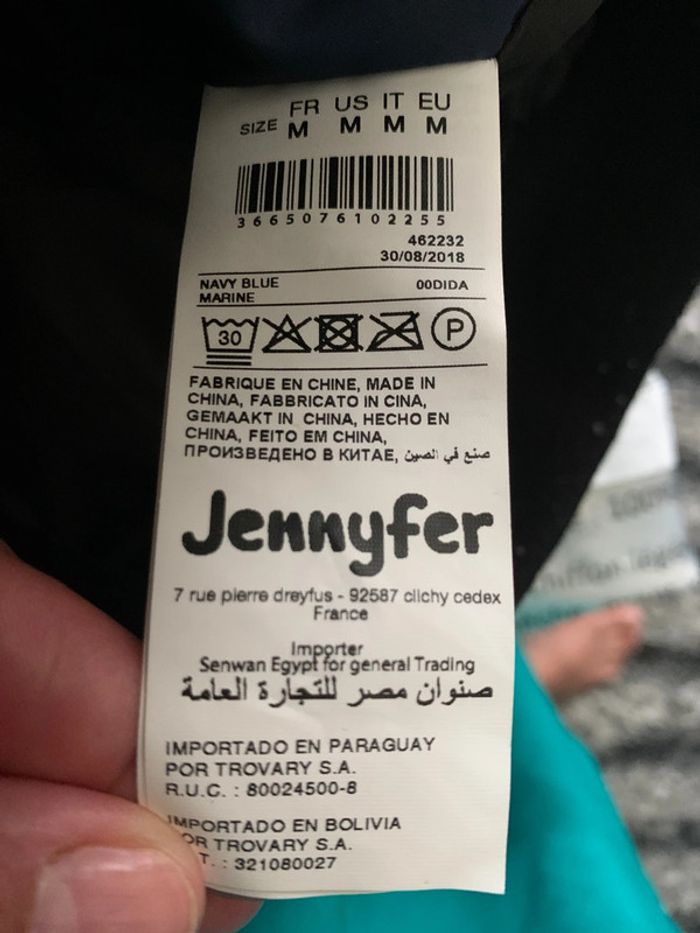 SIZE FR US IT EU
M M M M
3665076102255
462232
30/08/2018
NAVY BLUE 00DIDA
MARINE
30 P
FABRIQUE EN CHINE, MADE IN
CHINA, FABBRICATO IN CINA,
GEMAAKT IN CHINA, HECHO EN
CHINA, FEITO EM CHINA,
ПРОИЗВЕДЕНО В КИТАЕ, صنع في الصين
Jennyfer
7 rue pierre dreyfus - 92587 clichy cedex
France
Importer
Senwan Egypt for general Trading
صنوان مصر للتجارة العامة
IMPORTADO EN PARAGUAY
POR TROVARY S.A.
R.U.C. : 80024500-8
IMPORTADO EN BOLIVIA
OR TROVARY S.A.
T. : 321080027